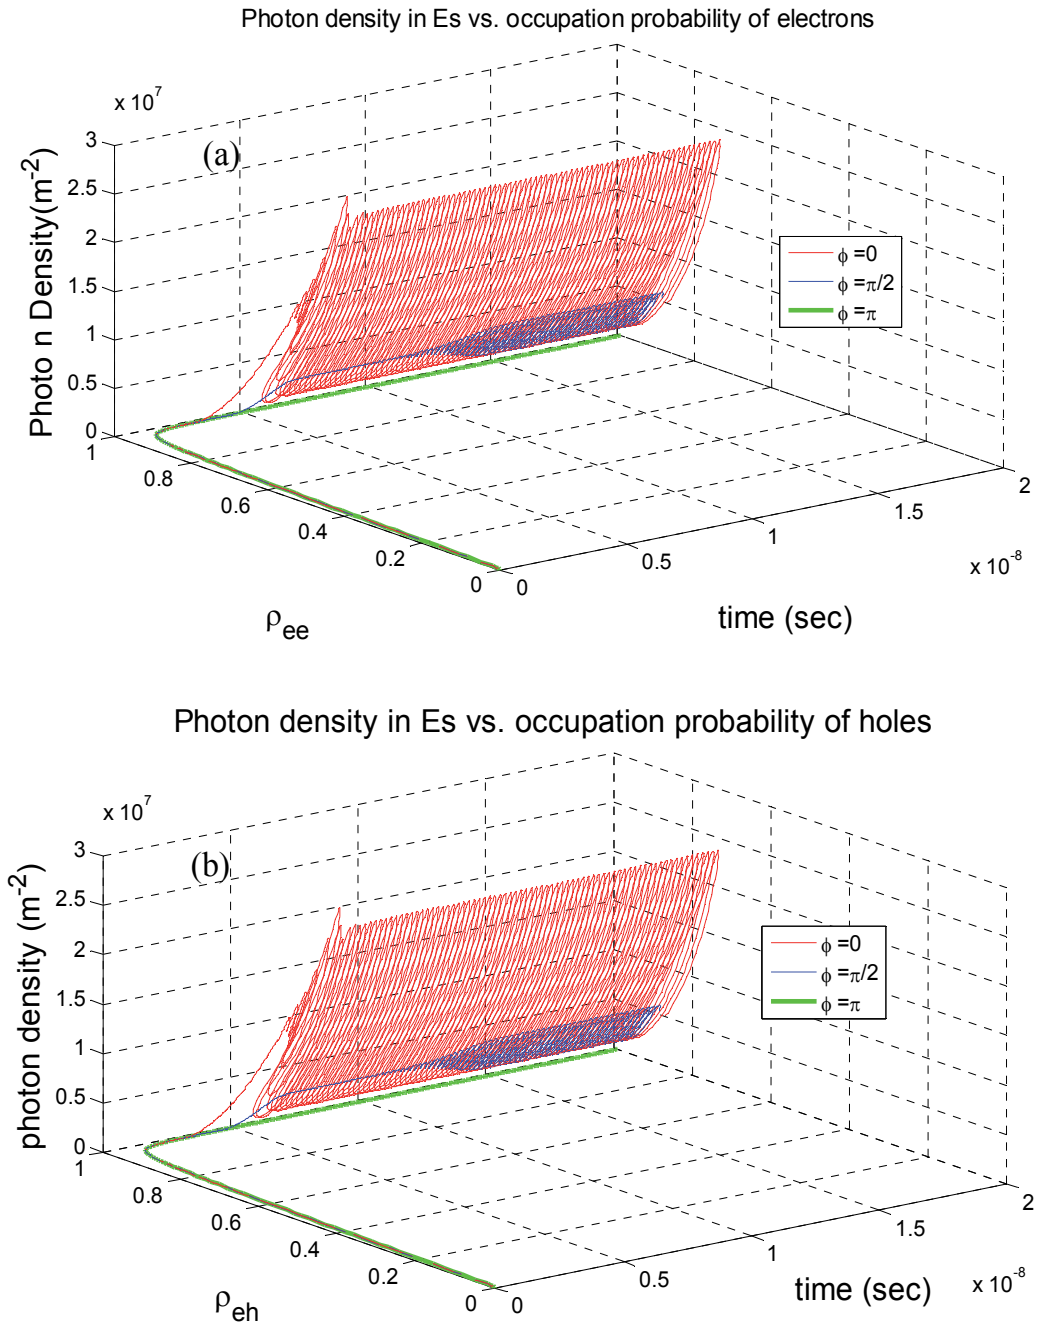 Photon density in Es vs. occupation probability of electrons
x 10^7
(a)
Photo n Density(m^-2)
3
2.5
2
1.5
1
0.5
0
ϕ =0
ϕ =π/2
ϕ =π
1
0.8
0.6
0.4
0.2
0
0
0.5
1
1.5
2
x 10^-8
ρ_ee
time (sec)
Photon density in Es vs. occupation probability of holes
x 10^7
(b)
photon density (m^-2)
3
2.5
2
1.5
1
0.5
0
ϕ =0
ϕ =π/2
ϕ =π
1
0.8
0.6
0.4
0.2
0
0
0.5
1
1.5
2
x 10^-8
ρ_eh
time (sec)